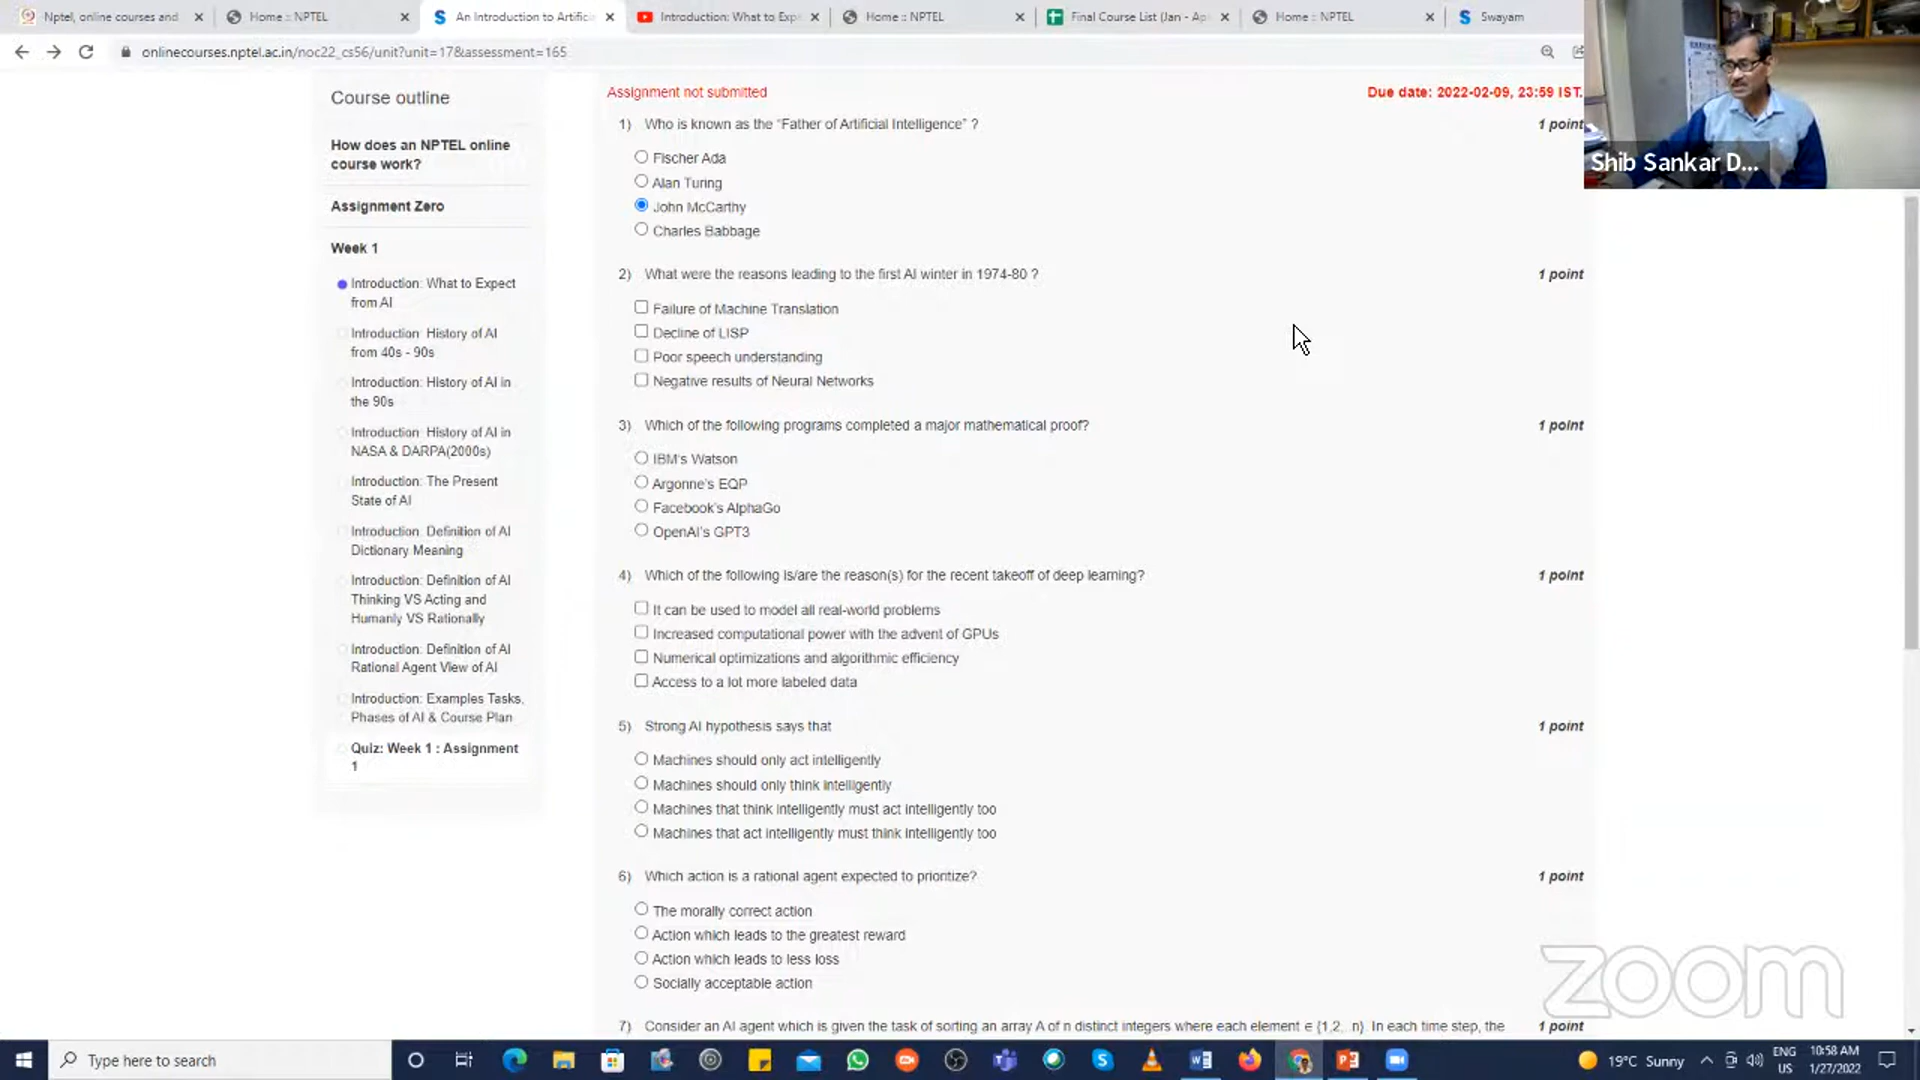 Nptel, online courses and
Home :: NPTEL
An Introduction to Artific
Introduction: What to Exp
Home :: NPTEL
Final Course List (Jan - Ap
Home :: NPTEL
Swayam
onlinecourses.nptel.ac.in/noc22_cs56/unit?unit=17&assessment=165
Shib Sankar D...
Course outline
How does an NPTEL online
course work?
Assignment Zero
Week 1
Introduction: What to Expect
from AI
Introduction: History of AI
from 40s - 90s
Introduction: History of AI in
the 90s
Introduction: History of AI in
NASA & DARPA(2000s)
Introduction: The Present
State of AI
Introduction: Definition of AI
Dictionary Meaning
Introduction: Definition of AI
Thinking VS Acting and
Humanly VS Rationally
Introduction: Definition of AI
Rational Agent View of AI
Introduction: Examples Tasks,
Phases of AI & Course Plan
Quiz: Week 1 : Assignment
1
Assignment not submitted
Due date: 2022-02-09, 23:59 IST.
1) Who is known as the “Father of Artificial Intelligence” ? 1 point
Fischer Ada
Alan Turing
John McCarthy
Charles Babbage
2) What were the reasons leading to the first AI winter in 1974-80 ? 1 point
Failure of Machine Translation
Decline of LISP
Poor speech understanding
Negative results of Neural Networks
3) Which of the following programs completed a major mathematical proof? 1 point
IBM's Watson
Argonne's EQP
Facebook's AlphaGo
OpenAI's GPT3
4) Which of the following is/are the reason(s) for the recent takeoff of deep learning? 1 point
It can be used to model all real-world problems
Increased computational power with the advent of GPUs
Numerical optimizations and algorithmic efficiency
Access to a lot more labeled data
5) Strong AI hypothesis says that 1 point
Machines should only act intelligently
Machines should only think intelligently
Machines that think intelligently must act intelligently too
Machines that act intelligently must think intelligently too
6) Which action is a rational agent expected to prioritize? 1 point
The morally correct action
Action which leads to the greatest reward
Action which leads to less loss
Socially acceptable action
7) Consider an AI agent which is given the task of sorting an array A of n distinct integers where each element ∈ {1,2,..n}. In each time step, the 1 point
zoom
Type here to search
19°C Sunny
ENG
US
10:58 AM
1/27/2022